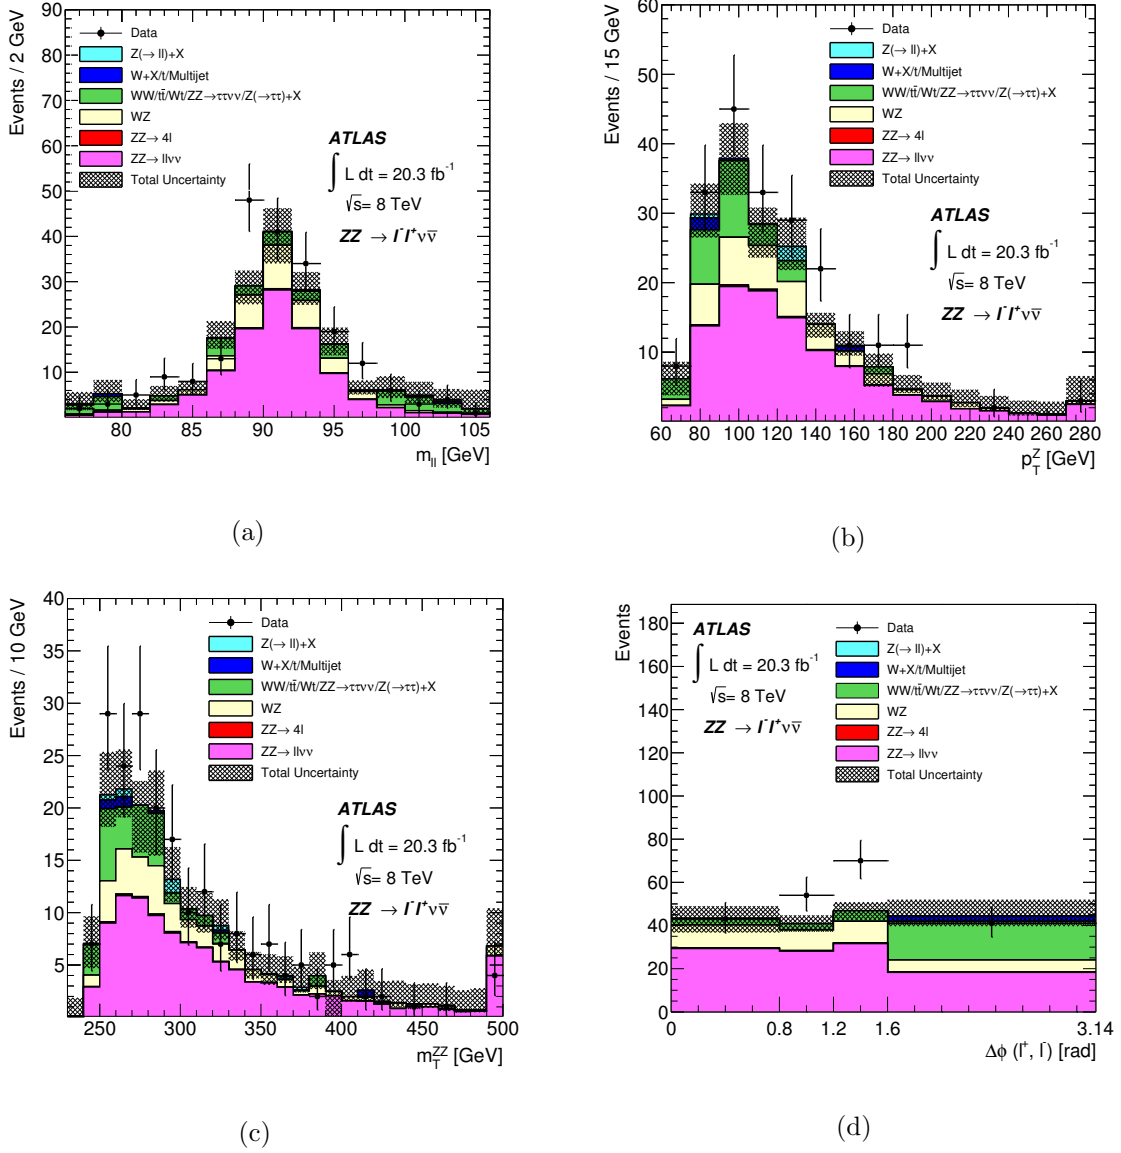 Events / 2 GeV
90
80
70
60
50
40
30
20
10
Data
Z(→ ll)+X
W+X/t/Multijet
WW/tt̄/Wt/ZZ→ττνν/Z(→ττ)+X
WZ
ZZ→ 4l
ZZ→ llνν
Total Uncertainty
ATLAS
∫ L dt = 20.3 fb⁻¹
√s= 8 TeV
ZZ → l⁻l⁺νν̄
80 85 90 95 100 105
m_ll [GeV]
(a)
Events / 15 GeV
60
50
40
30
20
10
Data
Z(→ ll)+X
W+X/t/Multijet
WW/tt̄/Wt/ZZ→ττνν/Z(→ττ)+X
WZ
ZZ→ 4l
ZZ→ llνν
Total Uncertainty
ATLAS
∫ L dt = 20.3 fb⁻¹
√s= 8 TeV
ZZ → l⁻l⁺νν̄
60 80 100 120 140 160 180 200 220 240 260 280
p_T^Z [GeV]
(b)
Events / 10 GeV
40
35
30
25
20
15
10
5
Data
Z(→ ll)+X
W+X/t/Multijet
WW/tt̄/Wt/ZZ→ττνν/Z(→ττ)+X
WZ
ZZ→ 4l
ZZ→ llνν
Total Uncertainty
ATLAS
∫ L dt = 20.3 fb⁻¹
√s= 8 TeV
ZZ → l⁻l⁺νν̄
250 300 350 400 450 500
m_T^ZZ [GeV]
(c)
Events
180
160
140
120
100
80
60
40
20
0
ATLAS
∫ L dt = 20.3 fb⁻¹
√s= 8 TeV
ZZ → l⁻l⁺νν̄
Data
Z(→ ll)+X
W+X/t/Multijet
WW/tt̄/Wt/ZZ→ττνν/Z(→ττ)+X
WZ
ZZ→ 4l
ZZ→ llνν
Total Uncertainty
0 0.8 1.2 1.6 3.14
Δϕ (l⁺, l⁻) [rad]
(d)